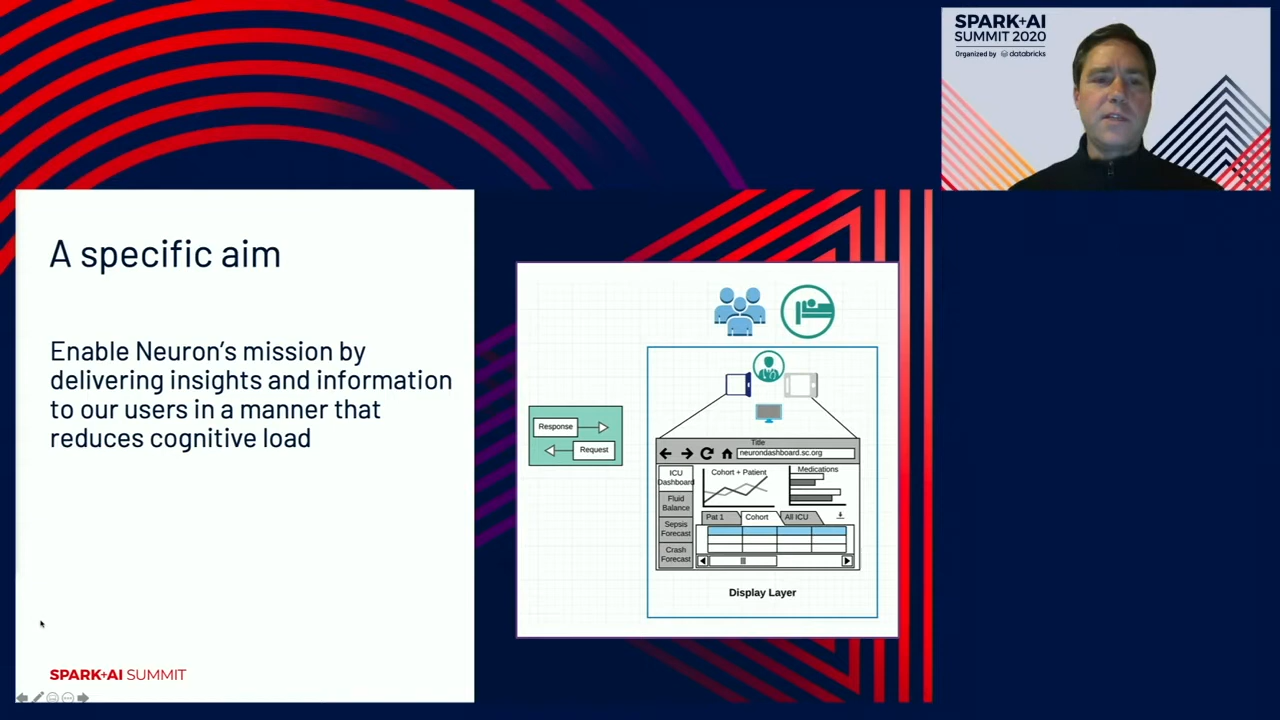 SPARK+AI
SUMMIT 2020
Organized by databricks
A specific aim
Enable Neuron's mission by
delivering insights and information
to our users in a manner that
reduces cognitive load
SPARK+AI SUMMIT
Response
Request
Title
neurondashboard.sc.org
ICU
Dashboard
Fluid
Balance
Sepsis
Forecast
Crash
Forecast
Cohort + Patient
Medications
Pat 1
Cohort
All ICU
Display Layer